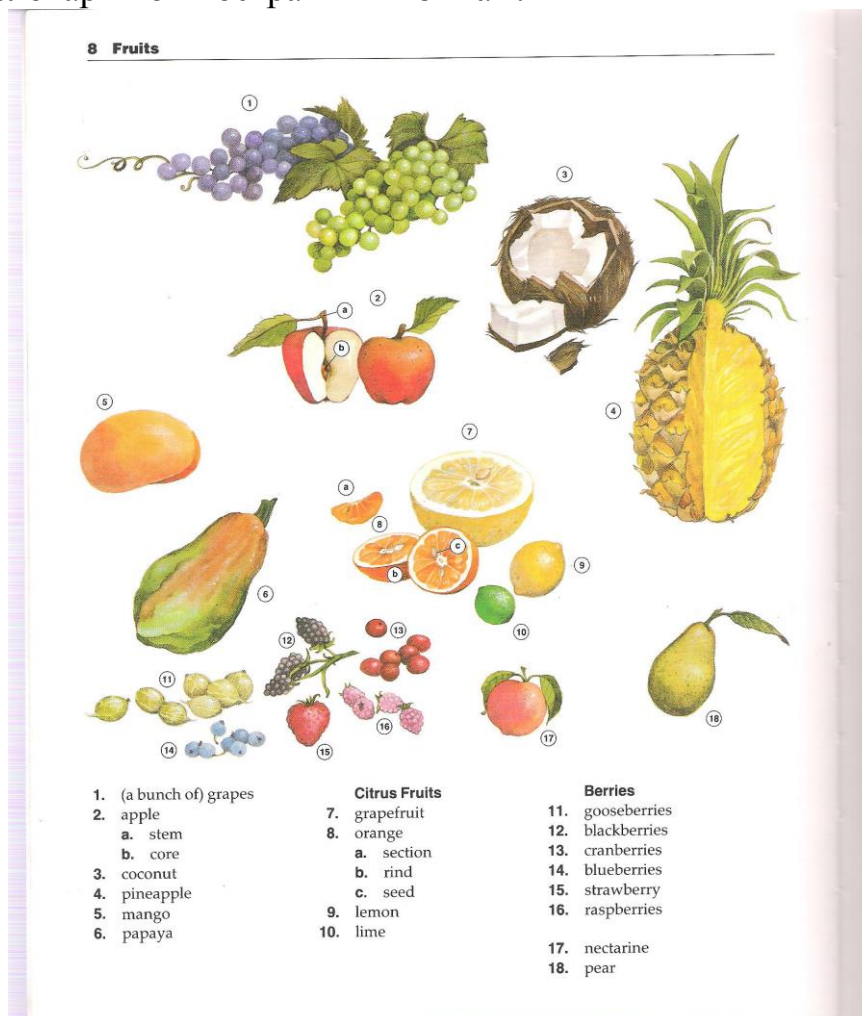 8 Fruits
1
3
2
a
b
5
4
7
a
8
c
b
9
6
10
12
13
11
16
14
15
17
18
1. (a bunch of) grapes
2. apple
a. stem
b. core
3. coconut
4. pineapple
5. mango
6. papaya
Citrus Fruits
7. grapefruit
8. orange
a. section
b. rind
c. seed
9. lemon
10. lime
Berries
11. gooseberries
12. blackberries
13. cranberries
14. blueberries
15. strawberry
16. raspberries
17. nectarine
18. pear